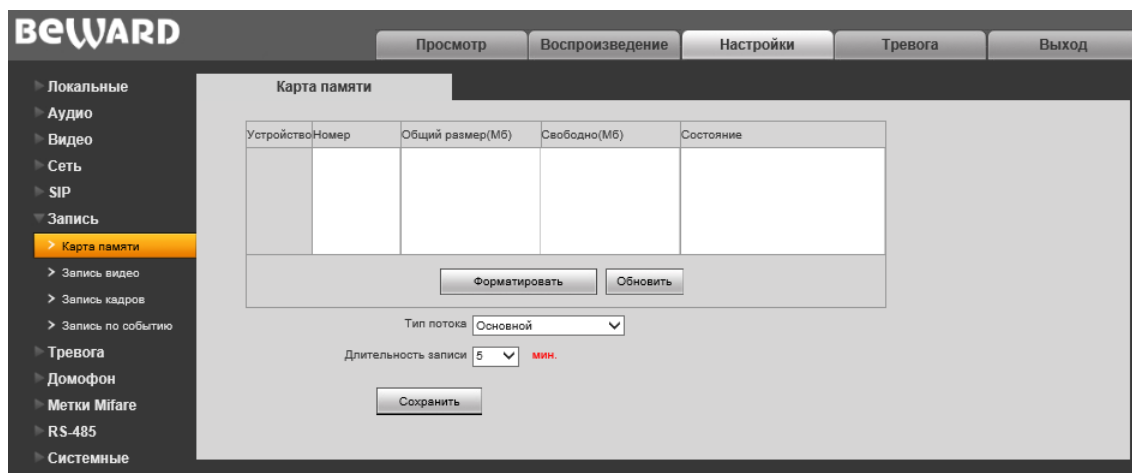 BEWARD
Просмотр Воспроизведение Настройки Тревога Выход
Локальные
Аудио
Видео
Сеть
SIP
Запись
Карта памяти
Запись видео
Запись кадров
Запись по событию
Тревога
Домофон
Метки Mifare
RS-485
Системные
Карта памяти
Устройство Номер Общий размер(Мб) Свободно(Мб) Состояние
Форматировать Обновить
Тип потока Основной
Длительность записи 5 мин.
Сохранить